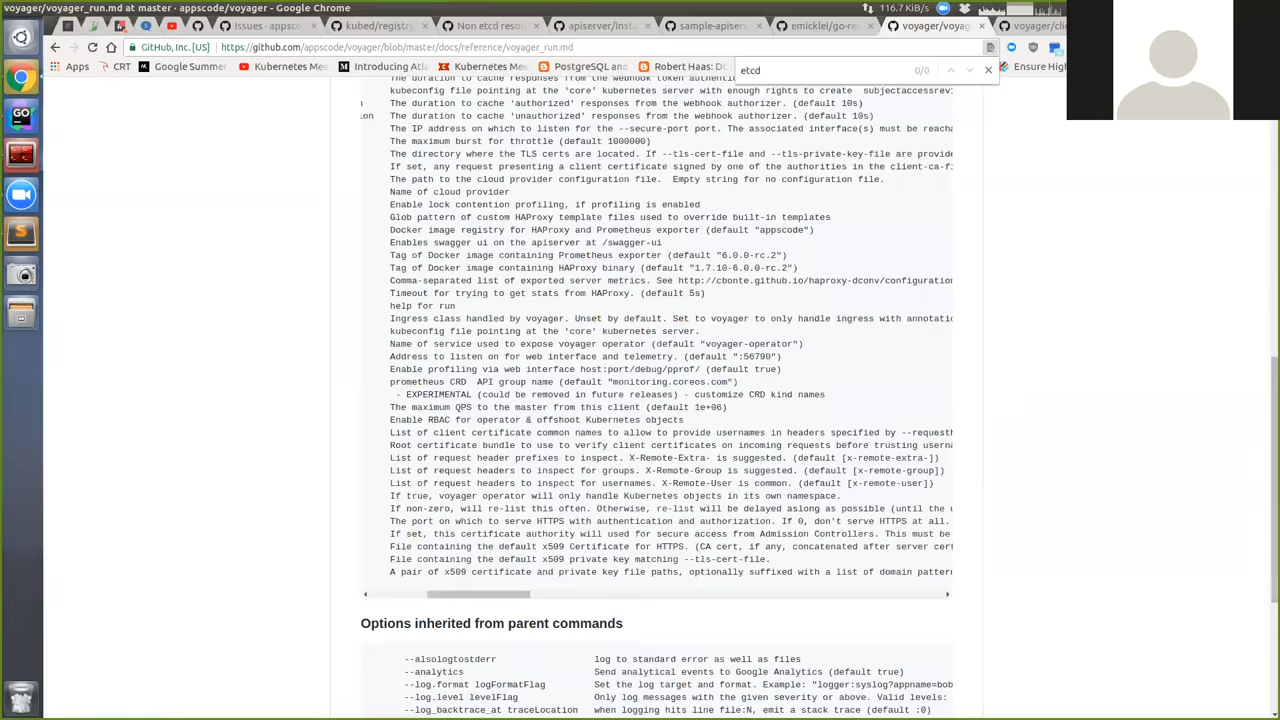 voyager/voyager_run.md at master · appscode/voyager - Google Chrome
116.7 KiB/s
Issues · appsc
kubed/registry
Non etcd reso
apiserver/inst
sample-apiser
emicklei/go-re
voyager/voyag
voyager/cli
GitHub, Inc. [US]
https://github.com/appscode/voyager/blob/master/docs/reference/voyager_run.md
Apps
CRT
Google Summer
Kubernetes Mee
Introducing Atla
Kubernetes Mee
PostgreSQL and
Robert Haas: DC
Ensure High
etcd
0/0
The duration to cache responses from the webhook token authenti
kubeconfig file pointing at the 'core' kubernetes server with enough rights to create  subjectaccessrevi
n The duration to cache 'authorized' responses from the webhook authorizer. (default 10s)
ion The duration to cache 'unauthorized' responses from the webhook authorizer. (default 10s)
The IP address on which to listen for the --secure-port port. The associated interface(s) must be reacha
The maximum burst for throttle (default 1000000)
The directory where the TLS certs are located. If --tls-cert-file and --tls-private-key-file are provide
If set, any request presenting a client certificate signed by one of the authorities in the client-ca-fi
The path to the cloud provider configuration file.  Empty string for no configuration file.
Name of cloud provider
Enable lock contention profiling, if profiling is enabled
Glob pattern of custom HAProxy template files used to override built-in templates
Docker image registry for HAProxy and Prometheus exporter (default "appscode")
Enables swagger ui on the apiserver at /swagger-ui
Tag of Docker image containing Prometheus exporter (default "6.0.0-rc.2")
Tag of Docker image containing HAProxy binary (default "1.7.10-6.0.0-rc.2")
Comma-separated list of exported server metrics. See http://cbonte.github.io/haproxy-dconv/configuration
Timeout for trying to get stats from HAProxy. (default 5s)
help for run
Ingress class handled by voyager. Unset by default. Set to voyager to only handle ingress with annotatio
kubeconfig file pointing at the 'core' kubernetes server.
Name of service used to expose voyager operator (default "voyager-operator")
Address to listen on for web interface and telemetry. (default ":56790")
Enable profiling via web interface host:port/debug/pprof/ (default true)
prometheus CRD  API group name (default "monitoring.coreos.com")
- EXPERIMENTAL (could be removed in future releases) - customize CRD kind names
The maximum QPS to the master from this client (default 1e+06)
Enable RBAC for operator & offshoot Kubernetes objects
List of client certificate common names to allow to provide usernames in headers specified by --requesth
Root certificate bundle to use to verify client certificates on incoming requests before trusting userna
List of request header prefixes to inspect. X-Remote-Extra- is suggested. (default [x-remote-extra-])
List of request headers to inspect for groups. X-Remote-Group is suggested. (default [x-remote-group])
List of request headers to inspect for usernames. X-Remote-User is common. (default [x-remote-user])
If true, voyager operator will only handle Kubernetes objects in its own namespace.
If non-zero, will re-list this often. Otherwise, re-list will be delayed aslong as possible (until the u
The port on which to serve HTTPS with authentication and authorization. If 0, don't serve HTTPS at all.
If set, this certificate authority will used for secure access from Admission Controllers. This must be
File containing the default x509 Certificate for HTTPS. (CA cert, if any, concatenated after server cert
File containing the default x509 private key matching --tls-cert-file.
A pair of x509 certificate and private key file paths, optionally suffixed with a list of domain pattern
Options inherited from parent commands
--alsologtostderr log to standard error as well as files
--analytics Send analytical events to Google Analytics (default true)
--log.format logFormatFlag Set the log target and format. Example: "logger:syslog?appname=bob
--log.level levelFlag Only log messages with the given severity or above. Valid levels:
--log_backtrace_at traceLocation when logging hits line file:N, emit a stack trace (default :0)